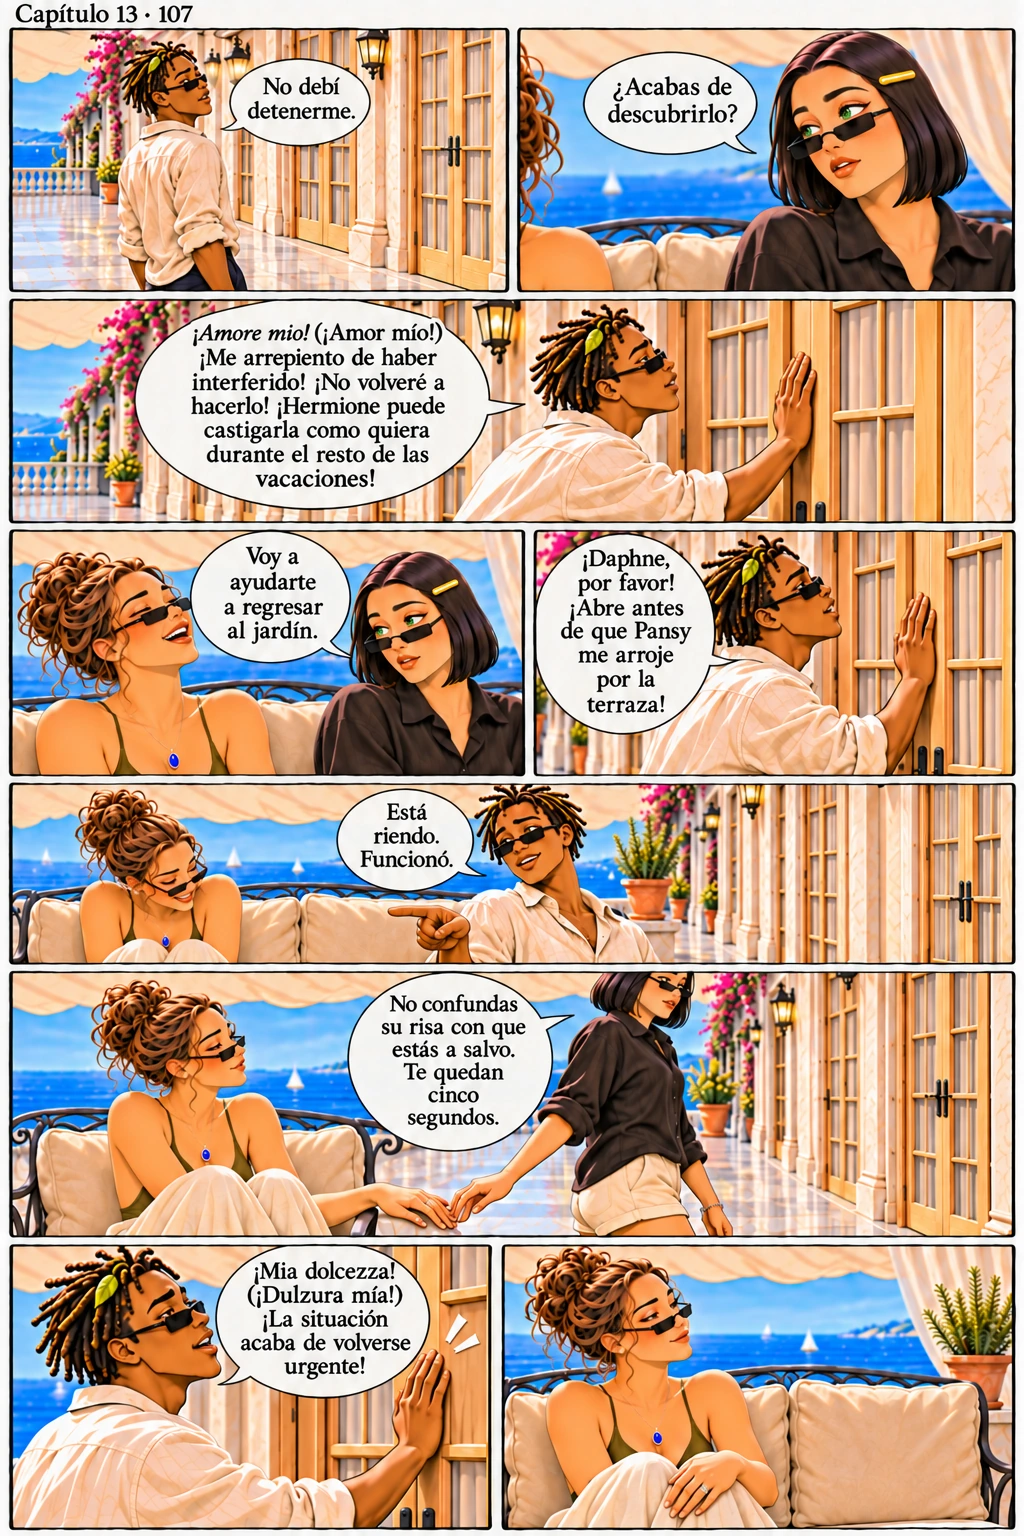 Capítulo 13 · 107
No debí
detenerme.
¿Acabas de
descubrirlo?
¡Amore mio! (¡Amor mío!)
¡Me arrepiento de haber
interferido! ¡No volveré a
hacerlo! ¡Hermione puede
castigarla como quiera
durante el resto de las
vacaciones!
Voy a
ayudarte
a regresar
al jardín.
¡Daphne,
por favor!
¡Abre antes
de que Pansy
me arroje
por la
terraza!
Está
riendo.
Funcionó.
No confundas
su risa con que
estás a salvo.
Te quedan
cinco
segundos.
¡Mia dolcezza!
(¡Dulzura mía!)
¡La situación
acaba de volverse
urgente!